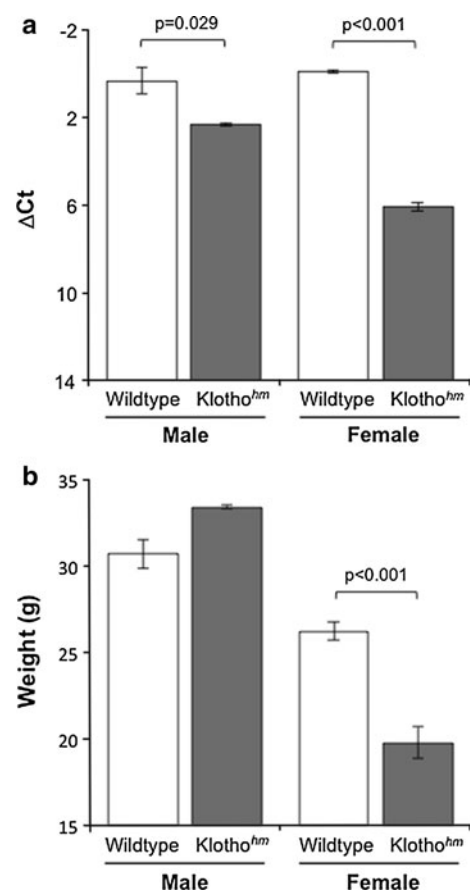 a
p=0.029 p<0.001
-2
2
6
10
14
ΔCt
Wildtype Klotho^hm Wildtype Klotho^hm
Male Female
b
35
30
25
20
15
Weight (g)
p<0.001
Wildtype Klotho^hm Wildtype Klotho^hm
Male Female